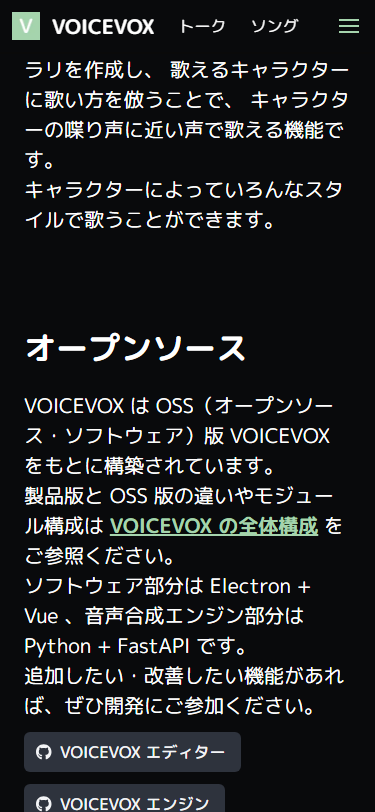 V VOICEVOX トーク ソング
ラリを作成し、 歌えるキャラクター
に歌い方を倣うことで、 キャラクタ
ーの喋り声に近い声で歌える機能で
す。
キャラクターによっていろんなスタ
イルで歌うことができます。
オープンソース
VOICEVOX は OSS（オープンソー
ス・ソフトウェア）版 VOICEVOX
をもとに構築されています。
製品版と OSS 版の違いやモジュー
ル構成は VOICEVOX の全体構成 を
ご参照ください。
ソフトウェア部分は Electron +
Vue 、音声合成エンジン部分は
Python + FastAPI です。
追加したい・改善したい機能があれ
ば、ぜひ開発にご参加ください。
VOICEVOX エディター
VOICEVOX エンジン